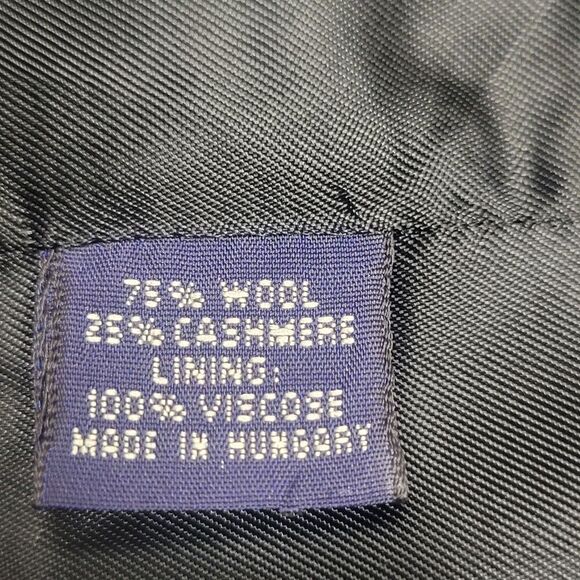 75% WOOL
25% CASHMERE
LINING:
100% VISCOSE
MADE IN HUNGARY